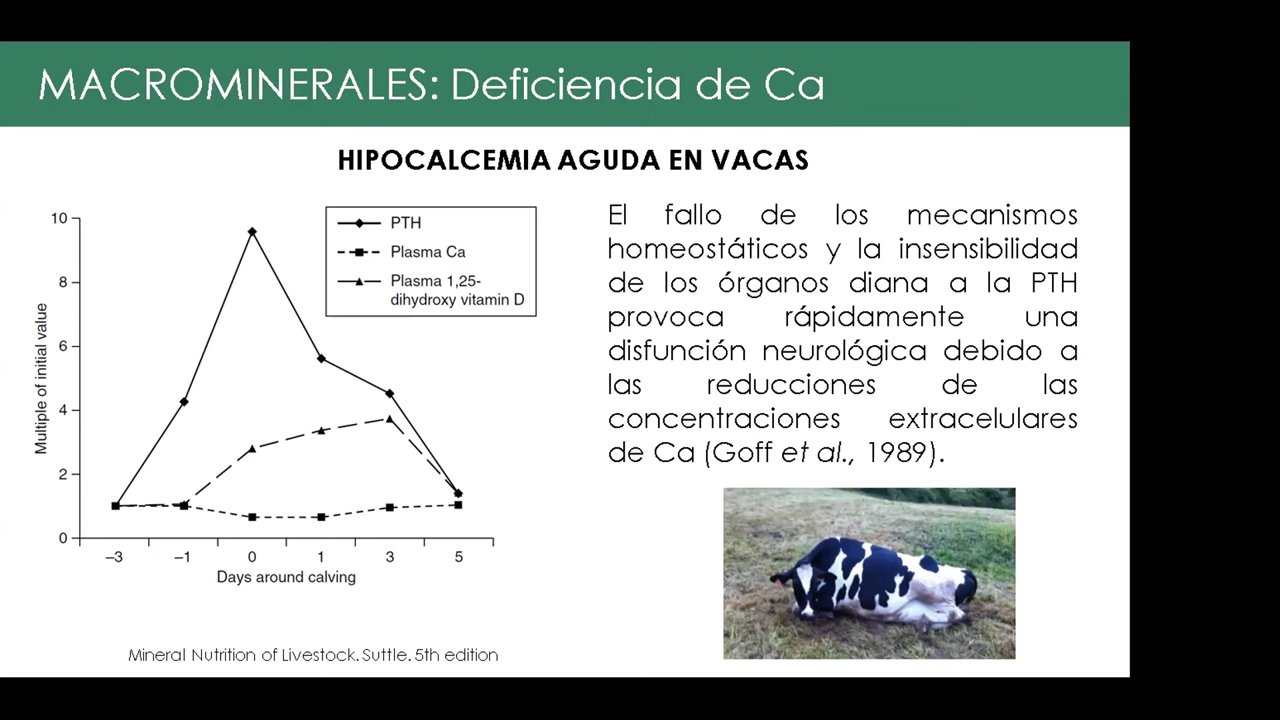 MACROMINERALES: Deficiencia de Ca
HIPOCALCEMIA AGUDA EN VACAS
10
8
6
4
2
0
Multiple of initial value
PTH
Plasma Ca
Plasma 1,25-
dihydroxy vitamin D
–3
–1
0
1
3
5
Days around calving
El fallo de los mecanismos
homeostáticos y la insensibilidad
de los órganos diana a la PTH
provoca rápidamente una
disfunción neurológica debido a
las reducciones de las
concentraciones extracelulares
de Ca (Goff et al., 1989).
Mineral Nutrition of Livestock. Suttle. 5th edition